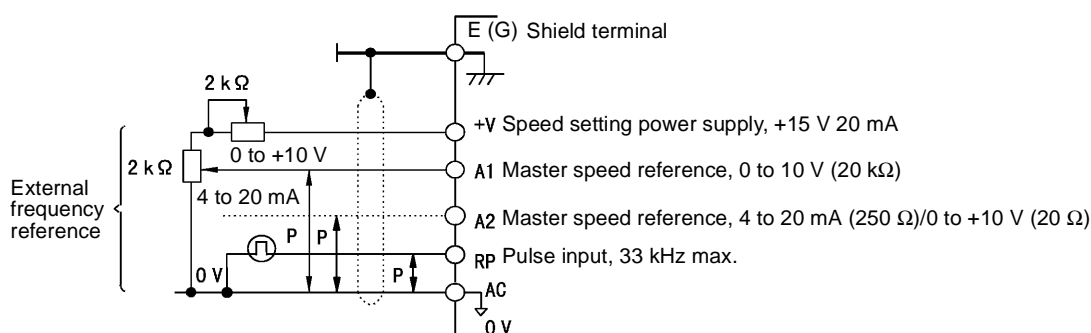 E (G) Shield terminal
2 kΩ
+V Speed setting power supply, +15 V 20 mA
0 to +10 V
2 kΩ
A1 Master speed reference, 0 to 10 V (20 kΩ)
External
frequency
reference
4 to 20 mA
A2 Master speed reference, 4 to 20 mA (250 Ω)/0 to +10 V (20 Ω)
P
P
RP Pulse input, 33 kHz max.
0 V
P
AC
0 V